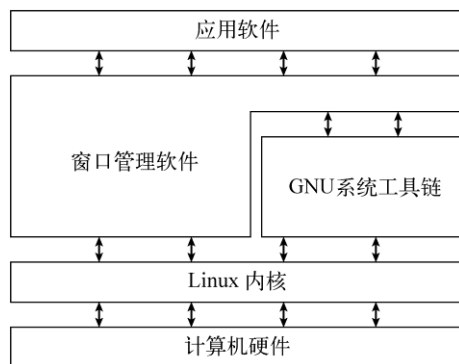 应用软件
窗口管理软件
GNU系统工具链
Linux 内核
计算机硬件